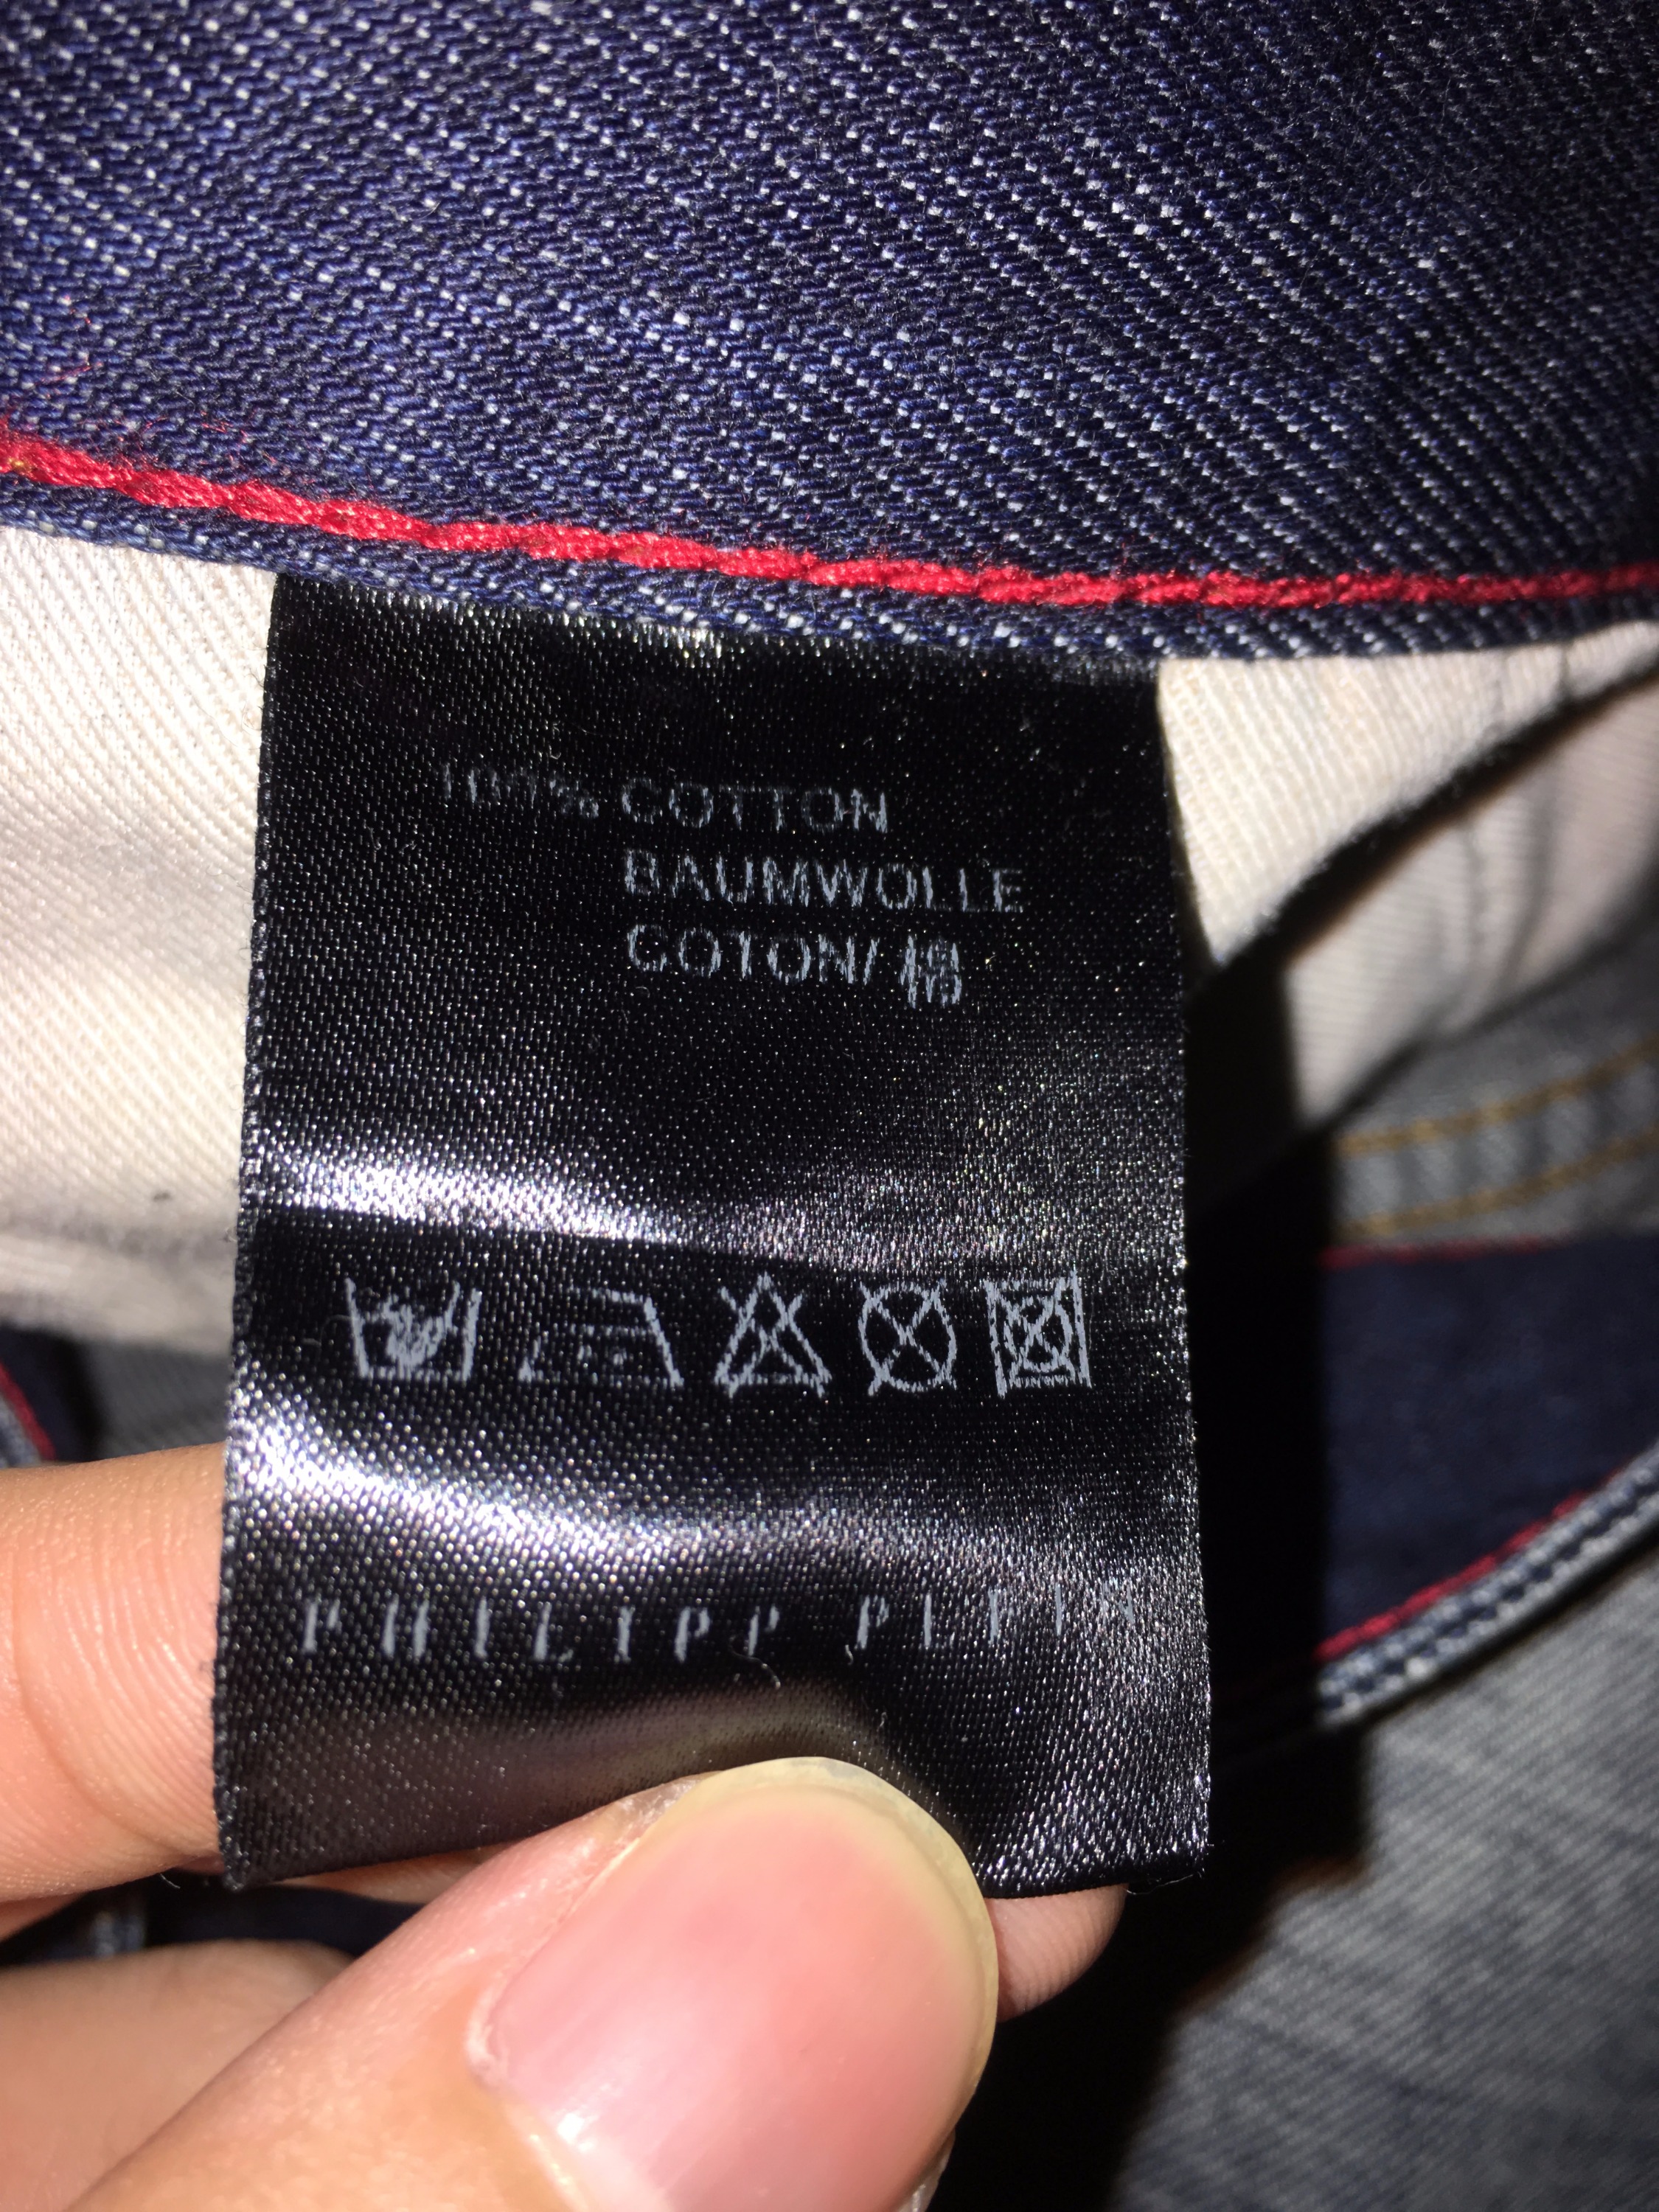 100% COTTON
BAUMWOLLE
COTON/ 棉
PHILIPP PLEIN